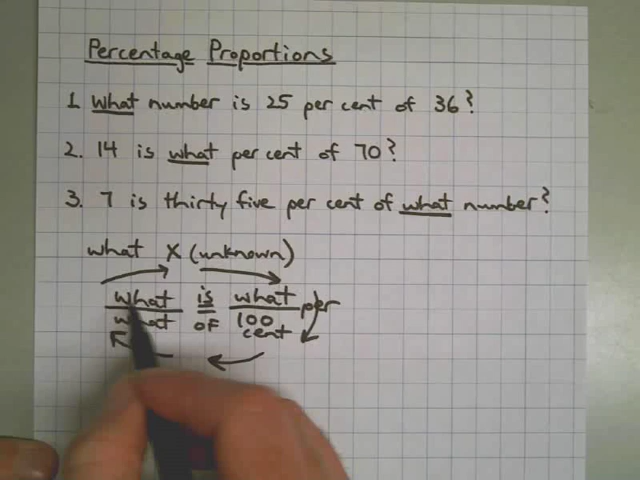 Percentage Proportions
1. What number is 25 per cent of 36?
2. 14 is what per cent of 70?
3. 7 is thirty five per cent of what number?
what X (unknown)
what is what per
what of 100
cent